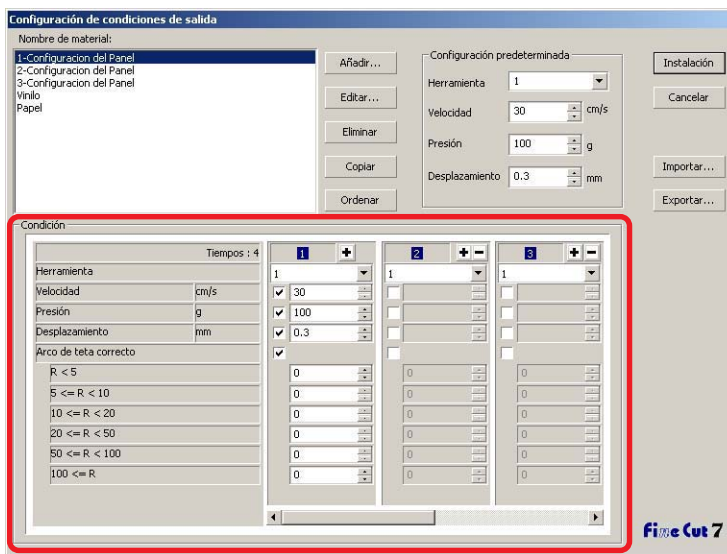 Configuración de condiciones de salida
Nombre de material:
1-Configuracion del Panel
2-Configuracion del Panel
3-Configuracion del Panel
Vinilo
Papel
Añadir...
Editar...
Eliminar
Copiar
Ordenar
Configuración predeterminada
Herramienta 1
Velocidad 30 cm/s
Presión 100 g
Desplazamiento 0.3 mm
Instalación
Cancelar
Importar...
Exportar...
Condición
Tiempos : 4 1 + 2 + - 3 + -
Herramienta 1 1 1
Velocidad cm/s 30
Presión g 100
Desplazamiento mm 0.3
Arco de teta correcto
R < 5 0 0 0
5 <= R < 10 0 0 0
10 <= R < 20 0 0 0
20 <= R < 50 0 0 0
50 <= R < 100 0 0 0
100 <= R 0 0 0
Fine Cut 7